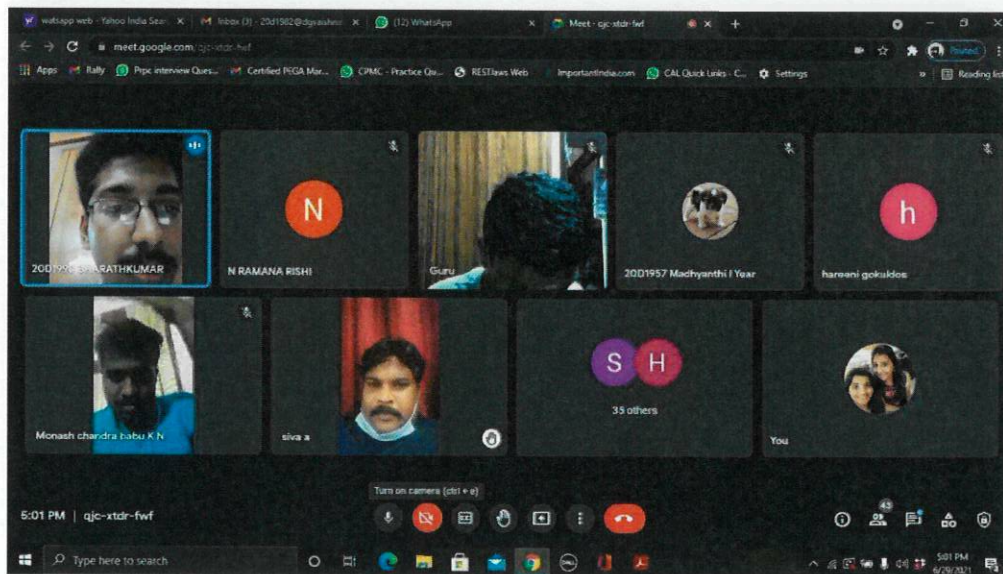 watsapp web - Yahoo India Sear
Inbox (3) - 20d1982@dgvaishna
(12) WhatsApp
Meet - qjc-xtdr-fwf
meet.google.com/qjc-xtdr-fwf
Paused
Apps
Rally
Prpc interview Ques...
Certified PEGA Mar...
CPMC - Practice Qu...
RESTlaws Web
Importantindia.com
CAL Quick Links - C...
Settings
»
Reading list
N
h
BHARATHKUMAR
N RAMANA RISHI
Guru
20D1957 Madhyanthi I Year
hareeni gokuldos
S H
35 others
Monash chandra babu K N
siva a
You
Turn on camera (ctrl + e)
5:01 PM | qjc-xtdr-fwf
43
Type here to search
DELL
5:01 PM
6/29/2021